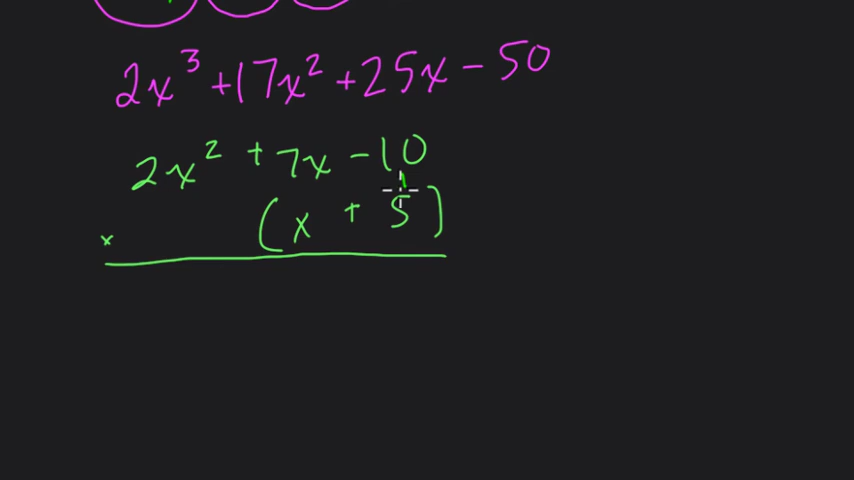 2x³ + 17x² + 25x - 50
2x² + 7x - 10
× (x + 5)